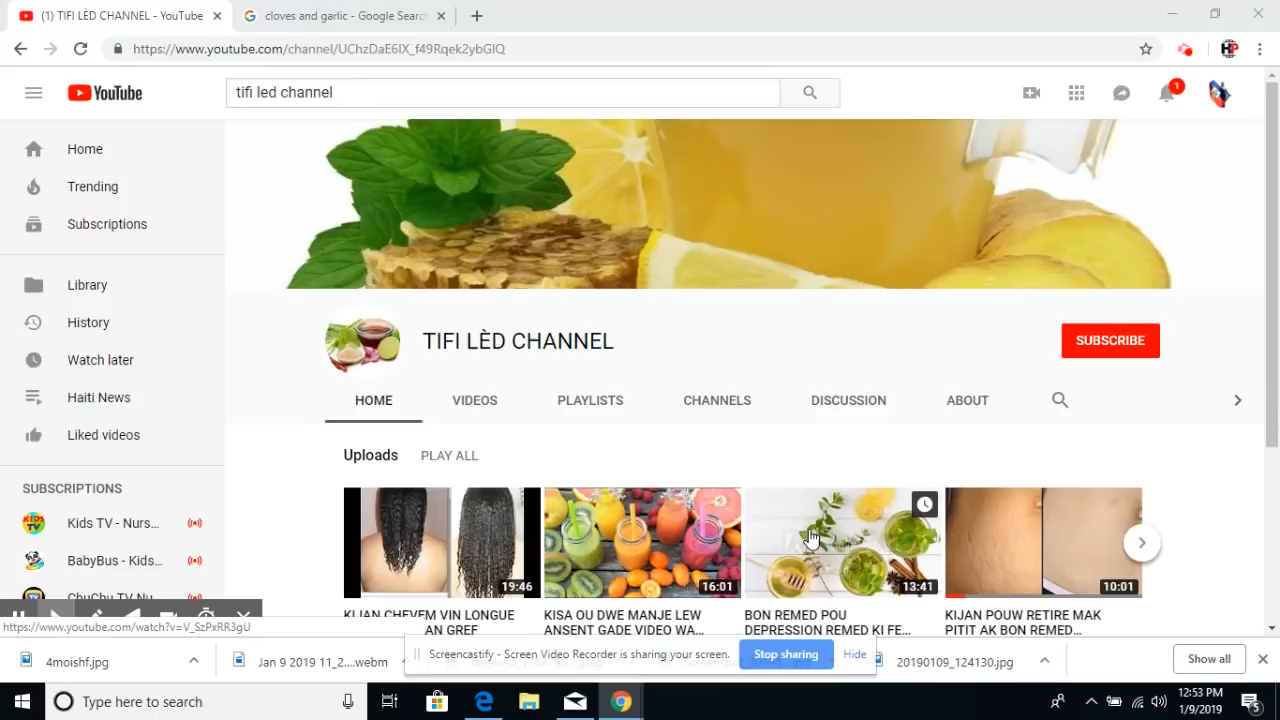 (1) TIFI LÈD CHANNEL - YouTube
cloves and garlic - Google Searc
https://www.youtube.com/channel/UChzDaE6IX_f49Rqek2ybGIQ
YouTube
tifi led channel
1
Home
Trending
Subscriptions
Library
History
Watch later
Haiti News
Liked videos
SUBSCRIPTIONS
Kids TV - Nurs...
BabyBus - Kids...
ChuChu TV Nu
TIFI LÈD CHANNEL
SUBSCRIBE
HOME VIDEOS PLAYLISTS CHANNELS DISCUSSION ABOUT
Uploads PLAY ALL
19:46
16:01
13:41
10:01
KIJAN CHEVEM VIN LONGUE
AN GREF
KISA OU DWE MANJE LEW
ANSENT GADE VIDEO WA...
BON REMED POU
DEPRESSION REMED KI FE...
KIJAN POUW RETIRE MAK
PITIT AK BON REMED...
https://www.youtube.com/watch?v=V_SzPxRR3gU
Screencastify - Screen Video Recorder is sharing your screen. Stop sharing Hide
4moishf.jpg
Jan 9 2019 11_2....webm
20190109_124130.jpg
Show all
Type here to search
12:53 PM
1/9/2019
5